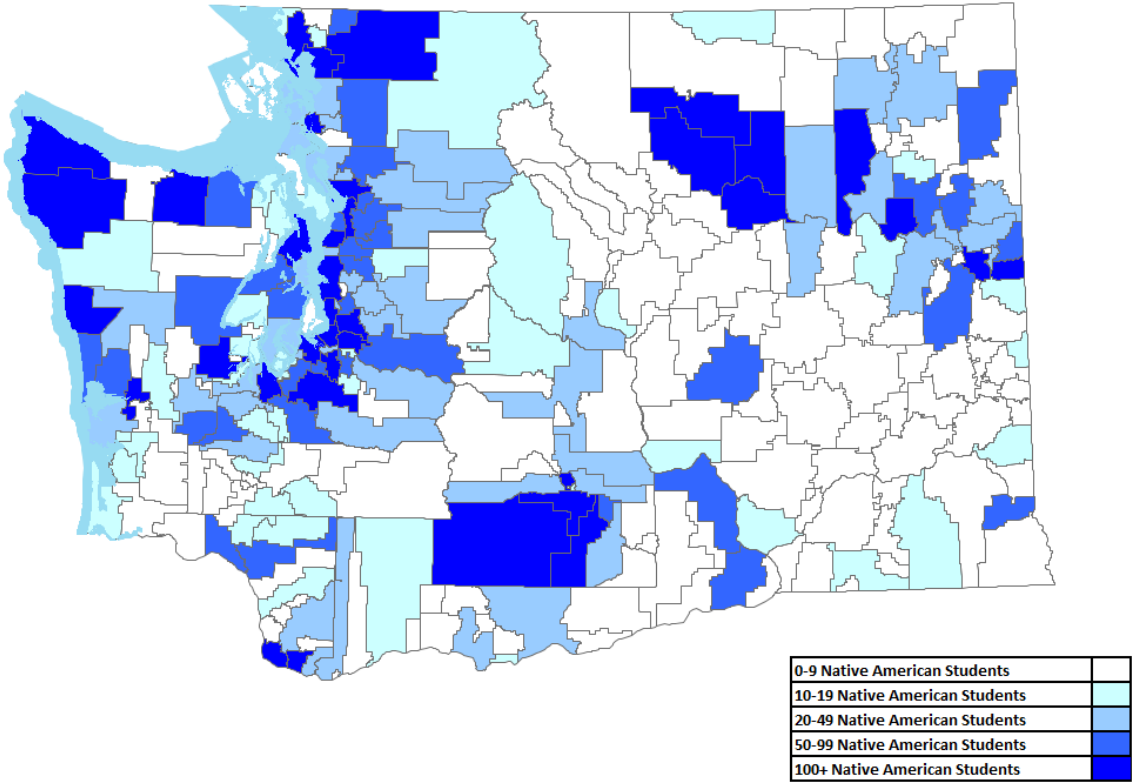 0-9 Native American Students
10-19 Native American Students
20-49 Native American Students
50-99 Native American Students
100+ Native American Students